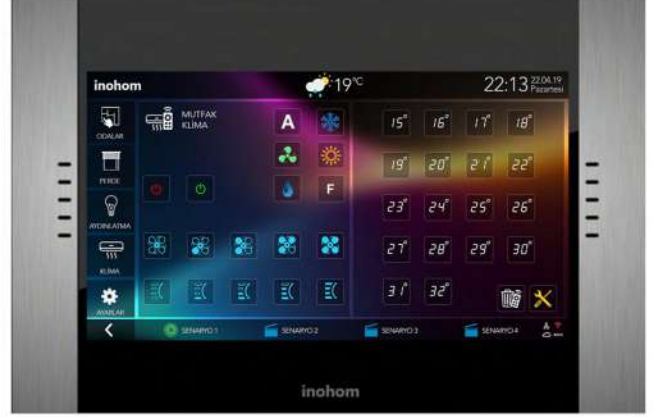 inohom
19°C
22:13
22.04.19
Pazartesi
ODALAR
MUTFAK
KLİMA
A
15° 16° 17° 18°
PERDE
F
19° 20° 21° 22°
AYDINLATMA
23° 24° 25° 26°
KLİMA
27° 28° 29° 30°
AYARLAR
31° 32°
SENARYO 1
SENARYO 2
SENARYO 3
SENARYO 4
inohom